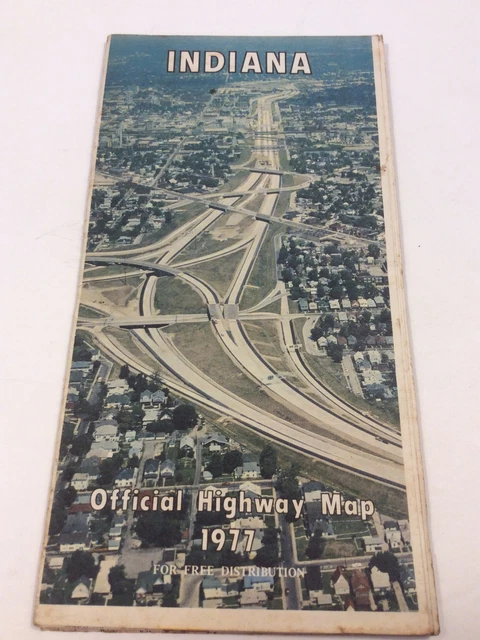 INDIANA
Official Highway Map
1977
FOR FREE DISTRIBUTION